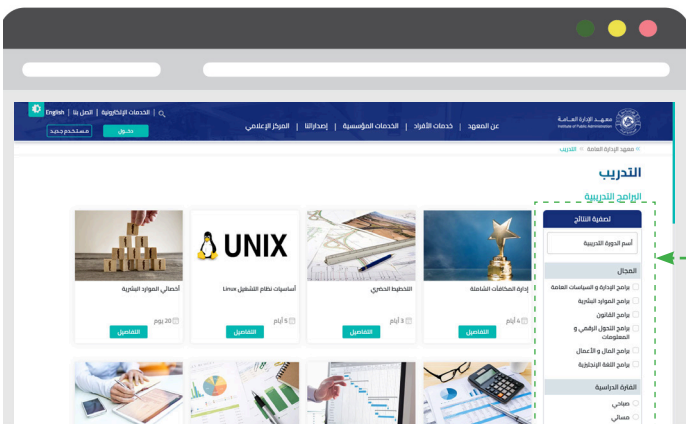 معهد الإدارة العامة
Institute of Public Administration
عن المعهد | خدمات الأفراد | الخدمات المؤسسية | إصداراتنا | المركز الإعلامي
الخدمات الإلكترونية | اتصل بنا | English
دخول
مستخدم جديد
معهد الإدارة العامة » التدريب
التدريب
البرامج التدريبية
لصفية النتائج
أسم الدورة التدريبية
المجال
برامج الإدارة و السياسات العامة
برامج الموارد البشرية
برامج القانون
برامج التحول الرقمي و
المعلومات
برامج المال و الأعمال
برامج اللغة الإنجليزية
الفترة الدراسية
صباحي
مسائي
إدارة المكافآت الشاملة
4 أيام
التفاصيل
التخطيط الحضري
3 أيام
التفاصيل
UNIX
أساسيات نظام التشغيل Linux
5 أيام
التفاصيل
أخصائي الموارد البشرية
20 يوم
التفاصيل